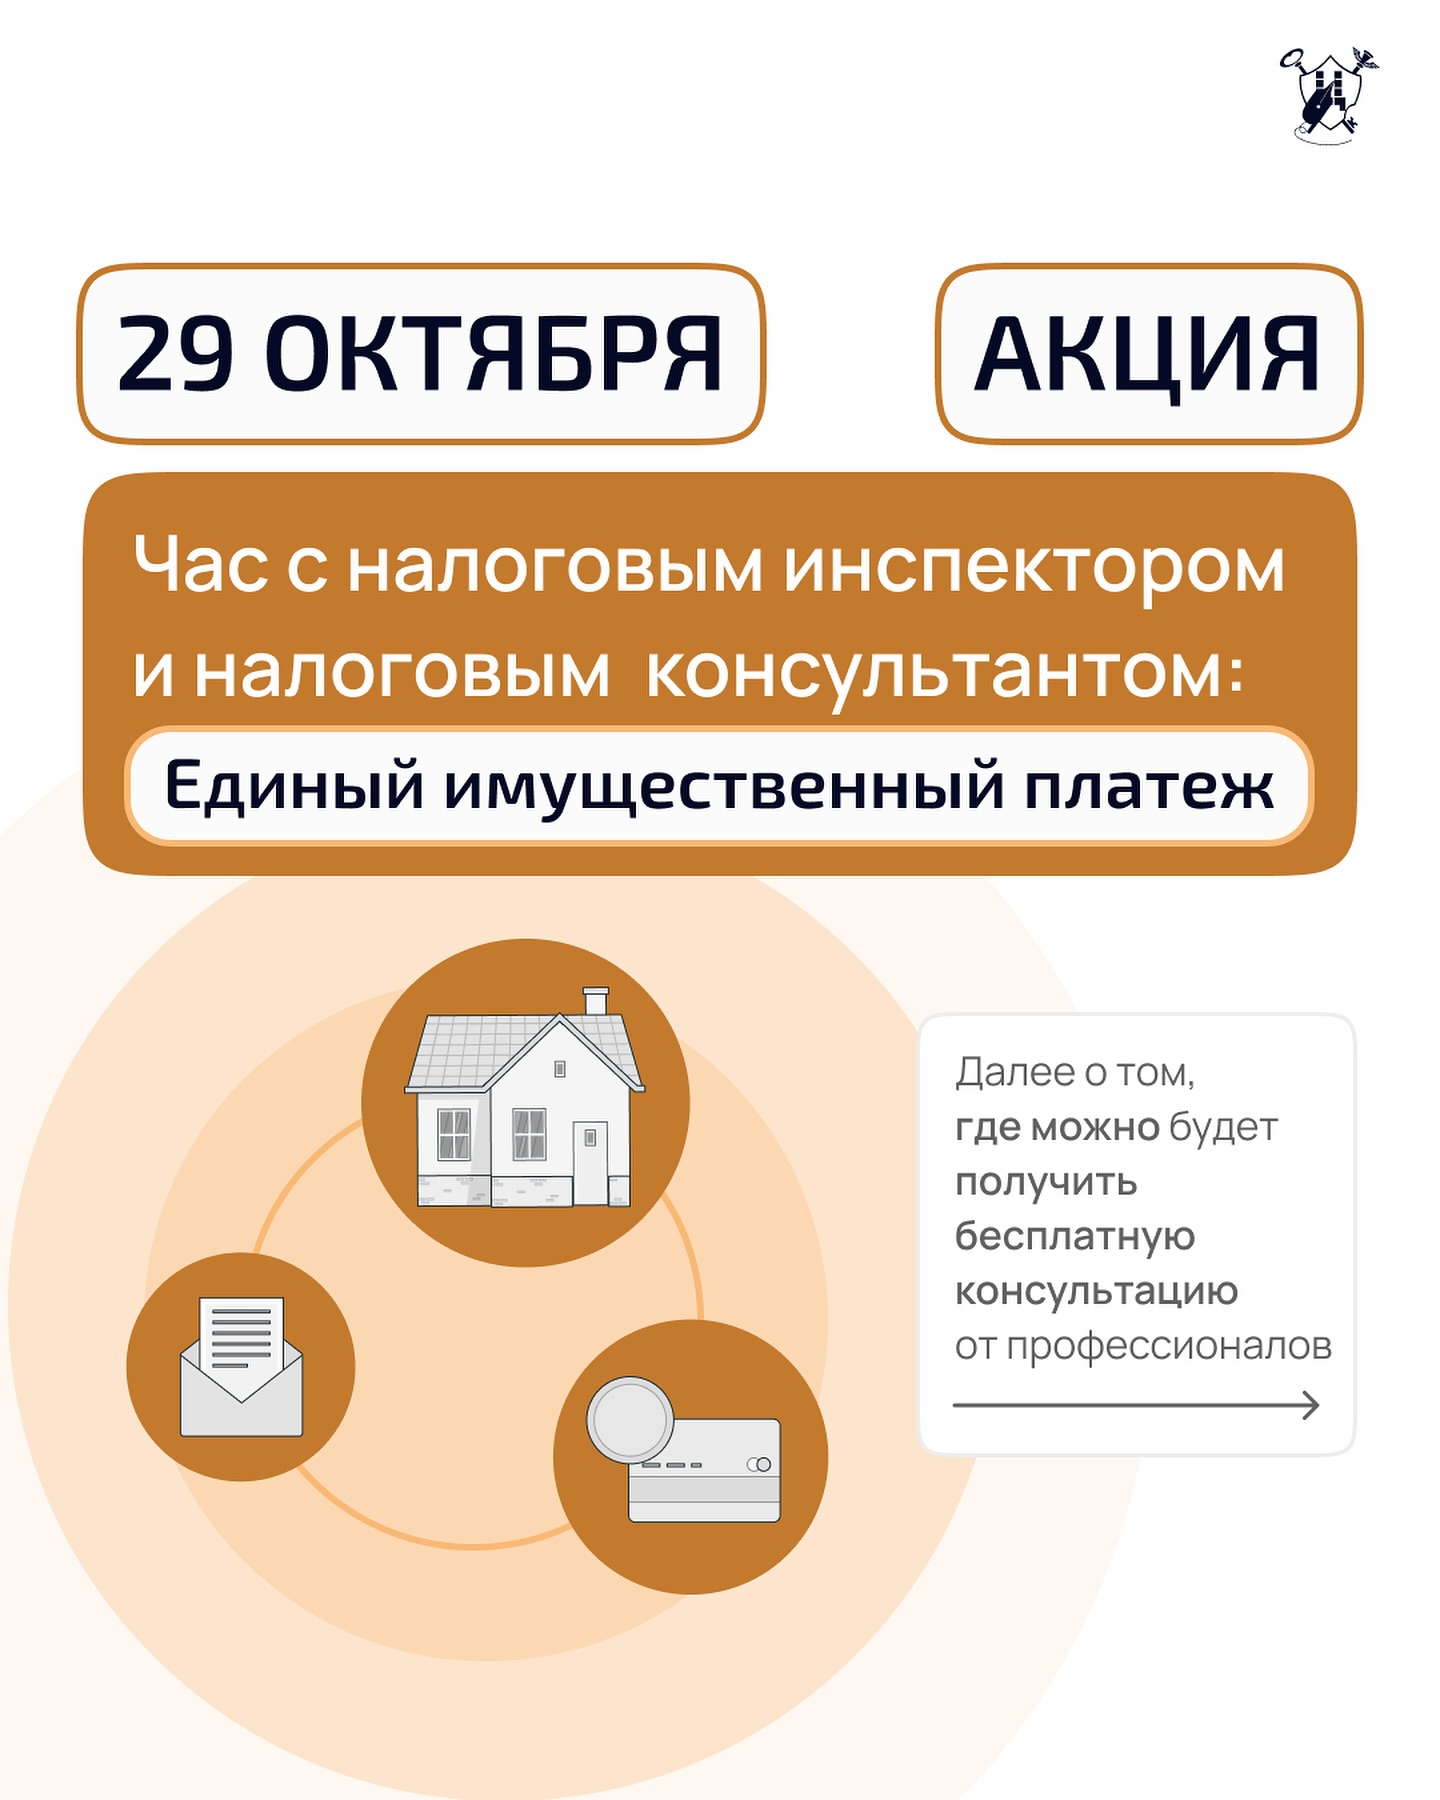 29 ОКТЯБРЯ
АКЦИЯ
Час с налоговым инспектором
и налоговым консультантом:
Единый имущественный платеж
Далее о том,
где можно будет
получить
бесплатную
консультацию
от профессионалов